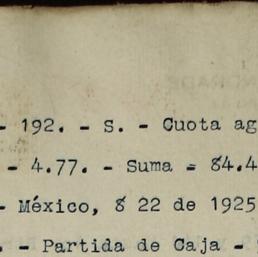 - 192. - S. - Cuota ag
- 4.77. - Suma = 84.4
- México, 8 22 de 1925
. - Partida de Caja -